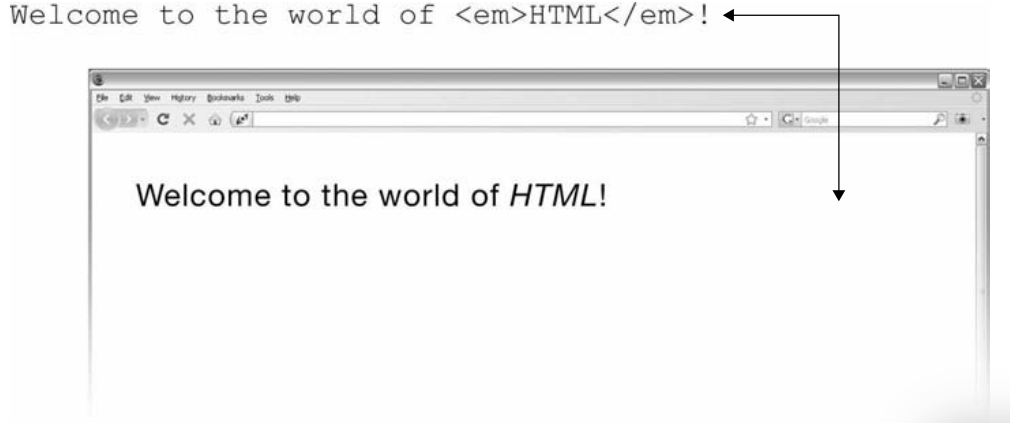 Welcome to the world of <em>HTML</em>!
File Edit View History Bookmarks Tools Help
G Google
Welcome to the world of HTML!